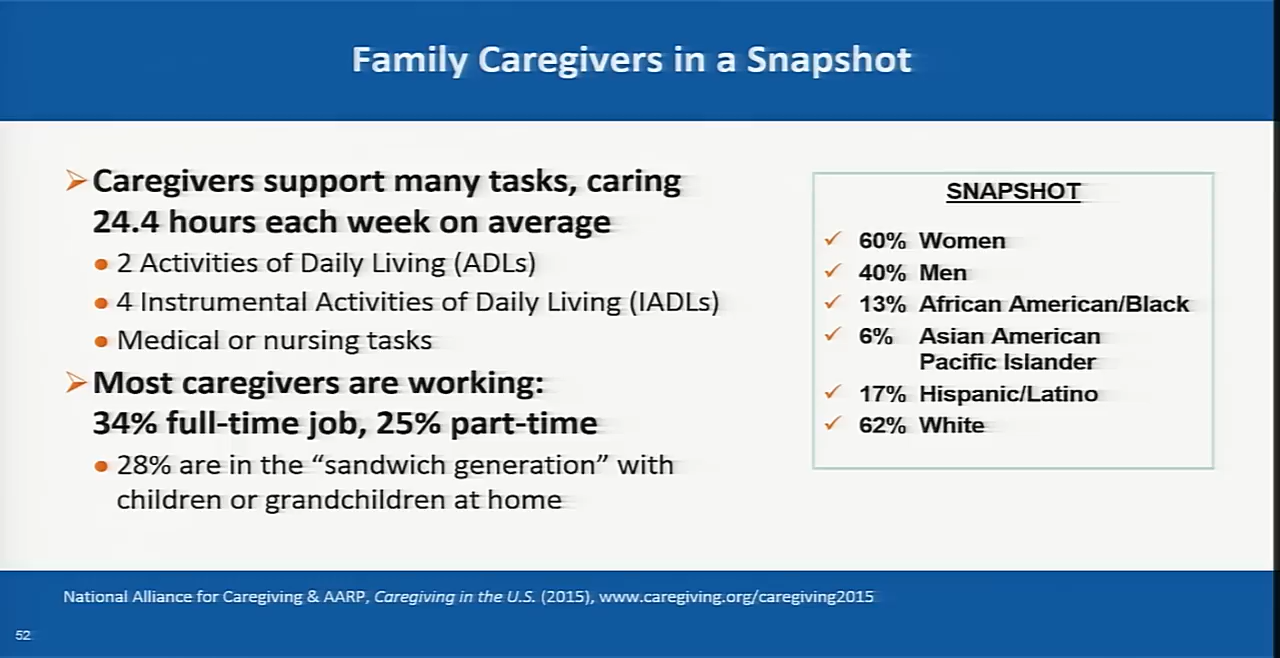 Family Caregivers in a Snapshot
Caregivers support many tasks, caring
24.4 hours each week on average
2 Activities of Daily Living (ADLs)
4 Instrumental Activities of Daily Living (IADLs)
Medical or nursing tasks
Most caregivers are working:
34% full-time job, 25% part-time
28% are in the “sandwich generation” with
children or grandchildren at home
SNAPSHOT
60% Women
40% Men
13% African American/Black
6% Asian American
Pacific Islander
17% Hispanic/Latino
62% White
National Alliance for Caregiving & AARP, Caregiving in the U.S. (2015), www.caregiving.org/caregiving2015
52